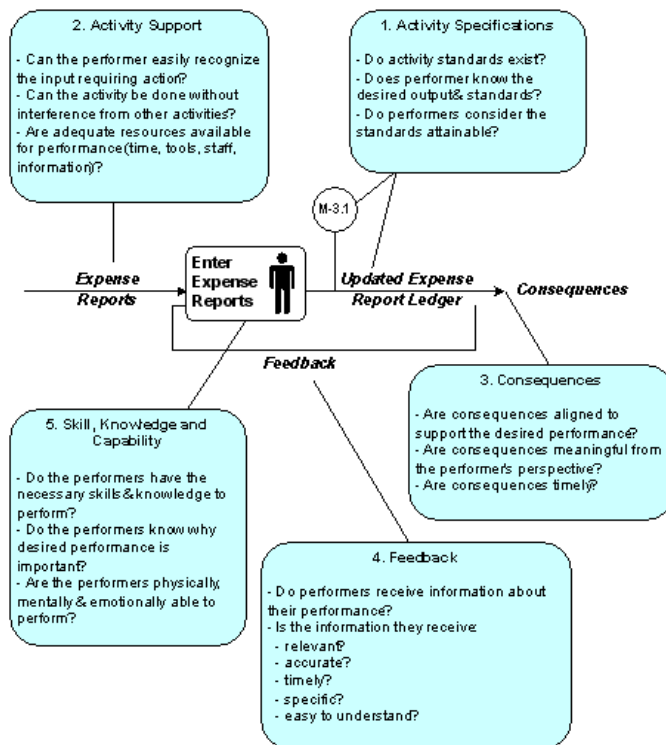 2. Activity Support
- Can the performer easily recognize
the input requiring action?
- Can the activity be done without
interference from other activities?
- Are adequate resources available
for performance(time, tools, staff,
information)?
1. Activity Specifications
- Do activity standards exist?
- Does performer know the
desired output& standards?
- Do performers consider the
standards attainable?
M-3.1
Expense
Reports
Enter
Expense
Reports
Updated Expense
Report Ledger
Consequences
Feedback
3. Consequences
- Are consequences aligned to
support the desired performance?
- Are consequences meaningful from
the performer's perspective?
- Are consequences timely?
5. Skill, Knowledge and
Capability
- Do the performers have the
necessary skills & knowledge to
perform?
- Do the performers know why
desired performance is
important?
- Are the performers physically,
mentally & emotionally able to
perform?
4. Feedback
- Do performers receive information about
their performance?
- Is the information they receive:
- relevant?
- accurate?
- timely?
- specific?
- easy to understand?